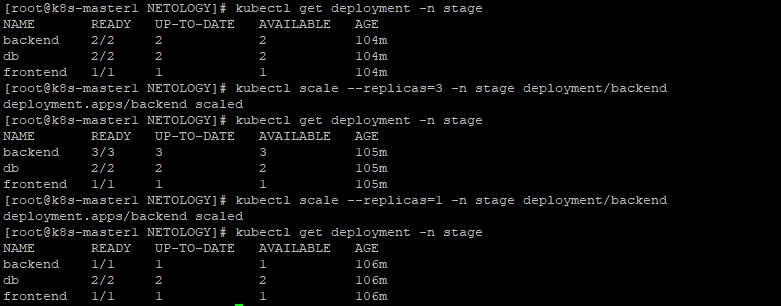 [root@k8s-master1 NETOLOGY]# kubectl get deployment -n stage
NAME READY UP-TO-DATE AVAILABLE AGE
backend 2/2 2 2 104m
db 2/2 2 2 104m
frontend 1/1 1 1 104m
[root@k8s-master1 NETOLOGY]# kubectl scale --replicas=3 -n stage deployment/backend
deployment.apps/backend scaled
[root@k8s-master1 NETOLOGY]# kubectl get deployment -n stage
NAME READY UP-TO-DATE AVAILABLE AGE
backend 3/3 3 3 105m
db 2/2 2 2 105m
frontend 1/1 1 1 105m
[root@k8s-master1 NETOLOGY]# kubectl scale --replicas=1 -n stage deployment/backend
deployment.apps/backend scaled
[root@k8s-master1 NETOLOGY]# kubectl get deployment -n stage
NAME READY UP-TO-DATE AVAILABLE AGE
backend 1/1 1 1 106m
db 2/2 2 2 106m
frontend 1/1 1 1 106m